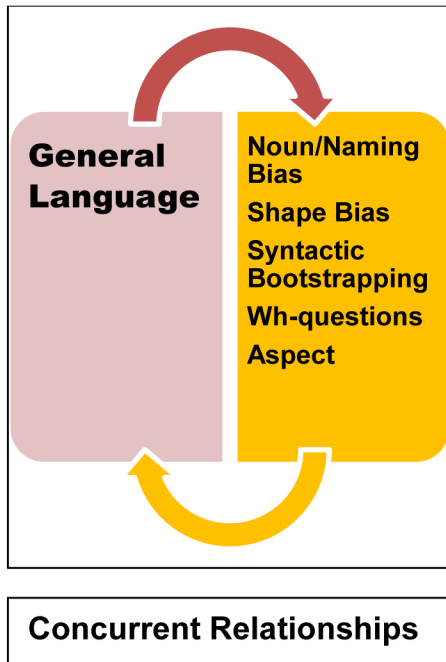 General
Language
Noun/Naming
Bias
Shape Bias
Syntactic
Bootstrapping
Wh-questions
Aspect
Concurrent Relationships